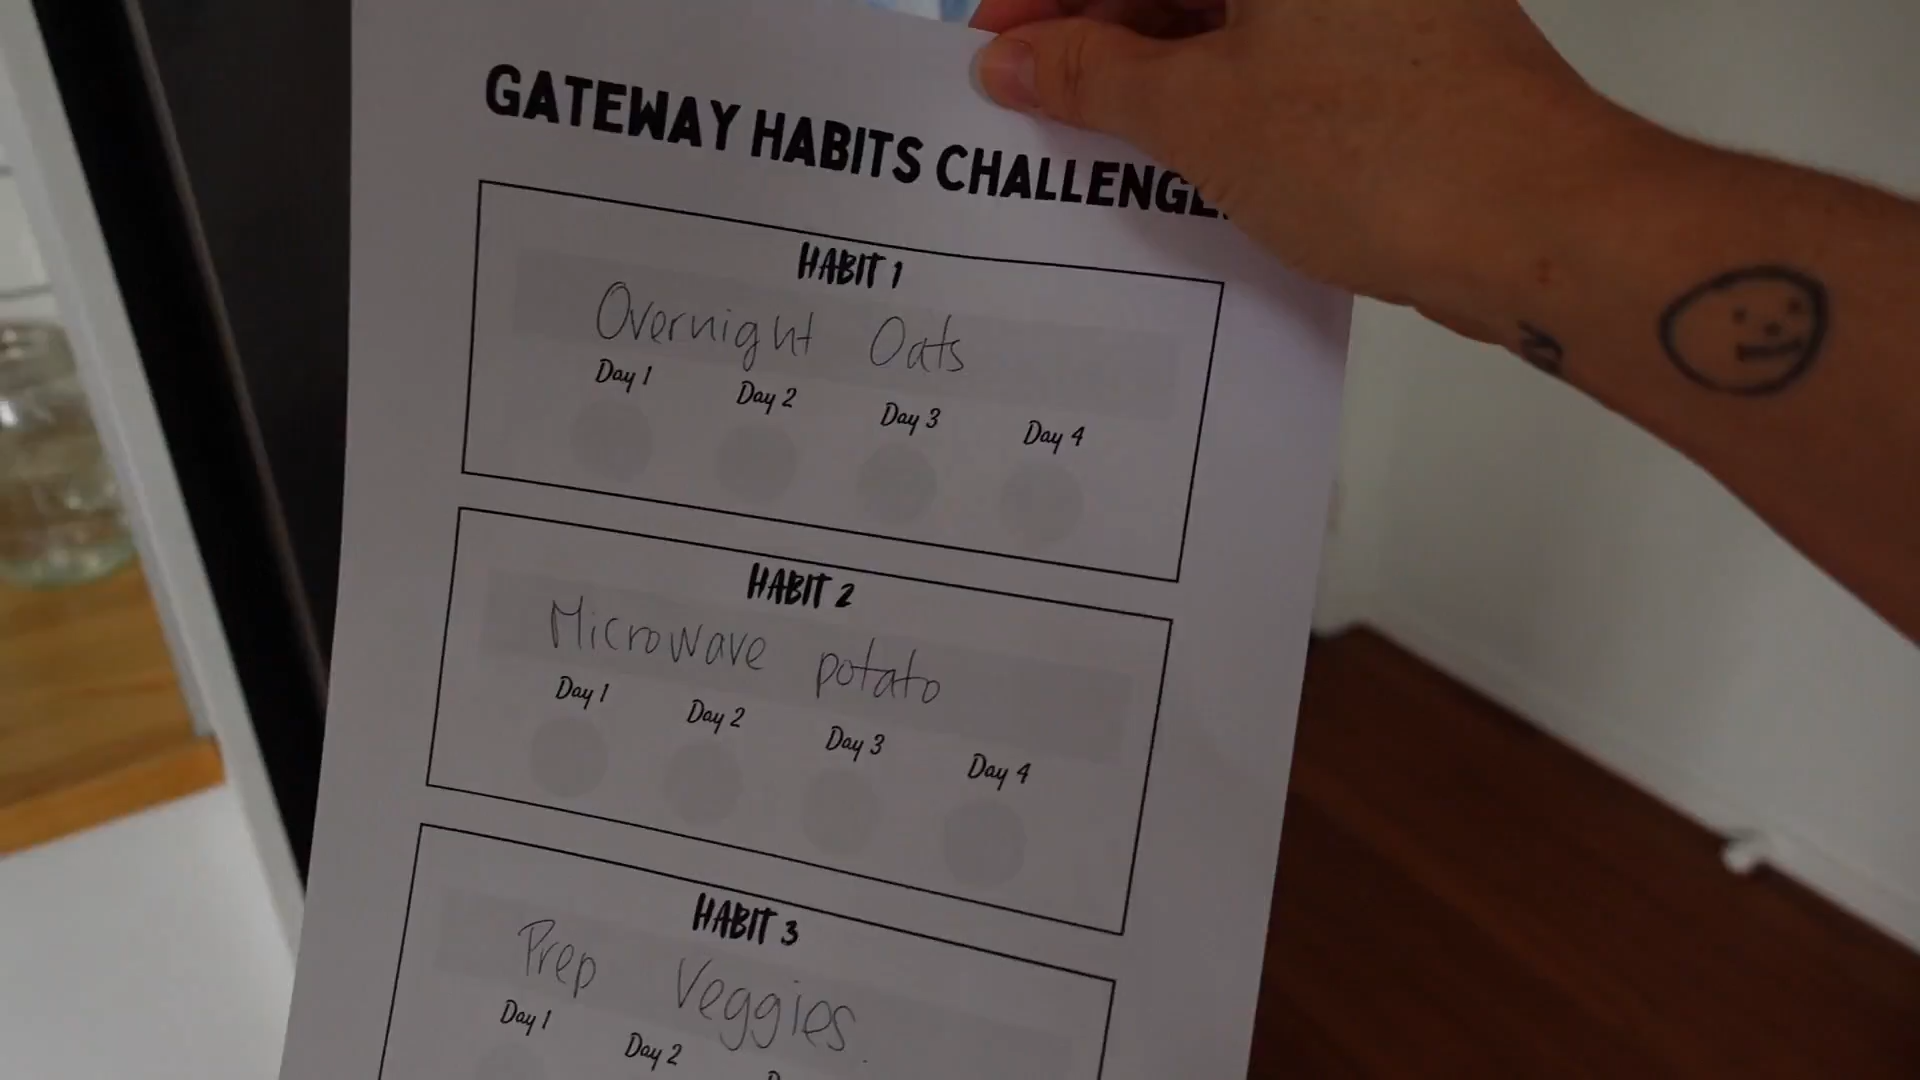 GATEWAY HABITS CHALLENGE
HABIT 1
Overnight Oats
Day 1 Day 2 Day 3 Day 4
HABIT 2
Microwave potato
Day 1 Day 2 Day 3 Day 4
HABIT 3
Prep Veggies.
Day 1 Day 2